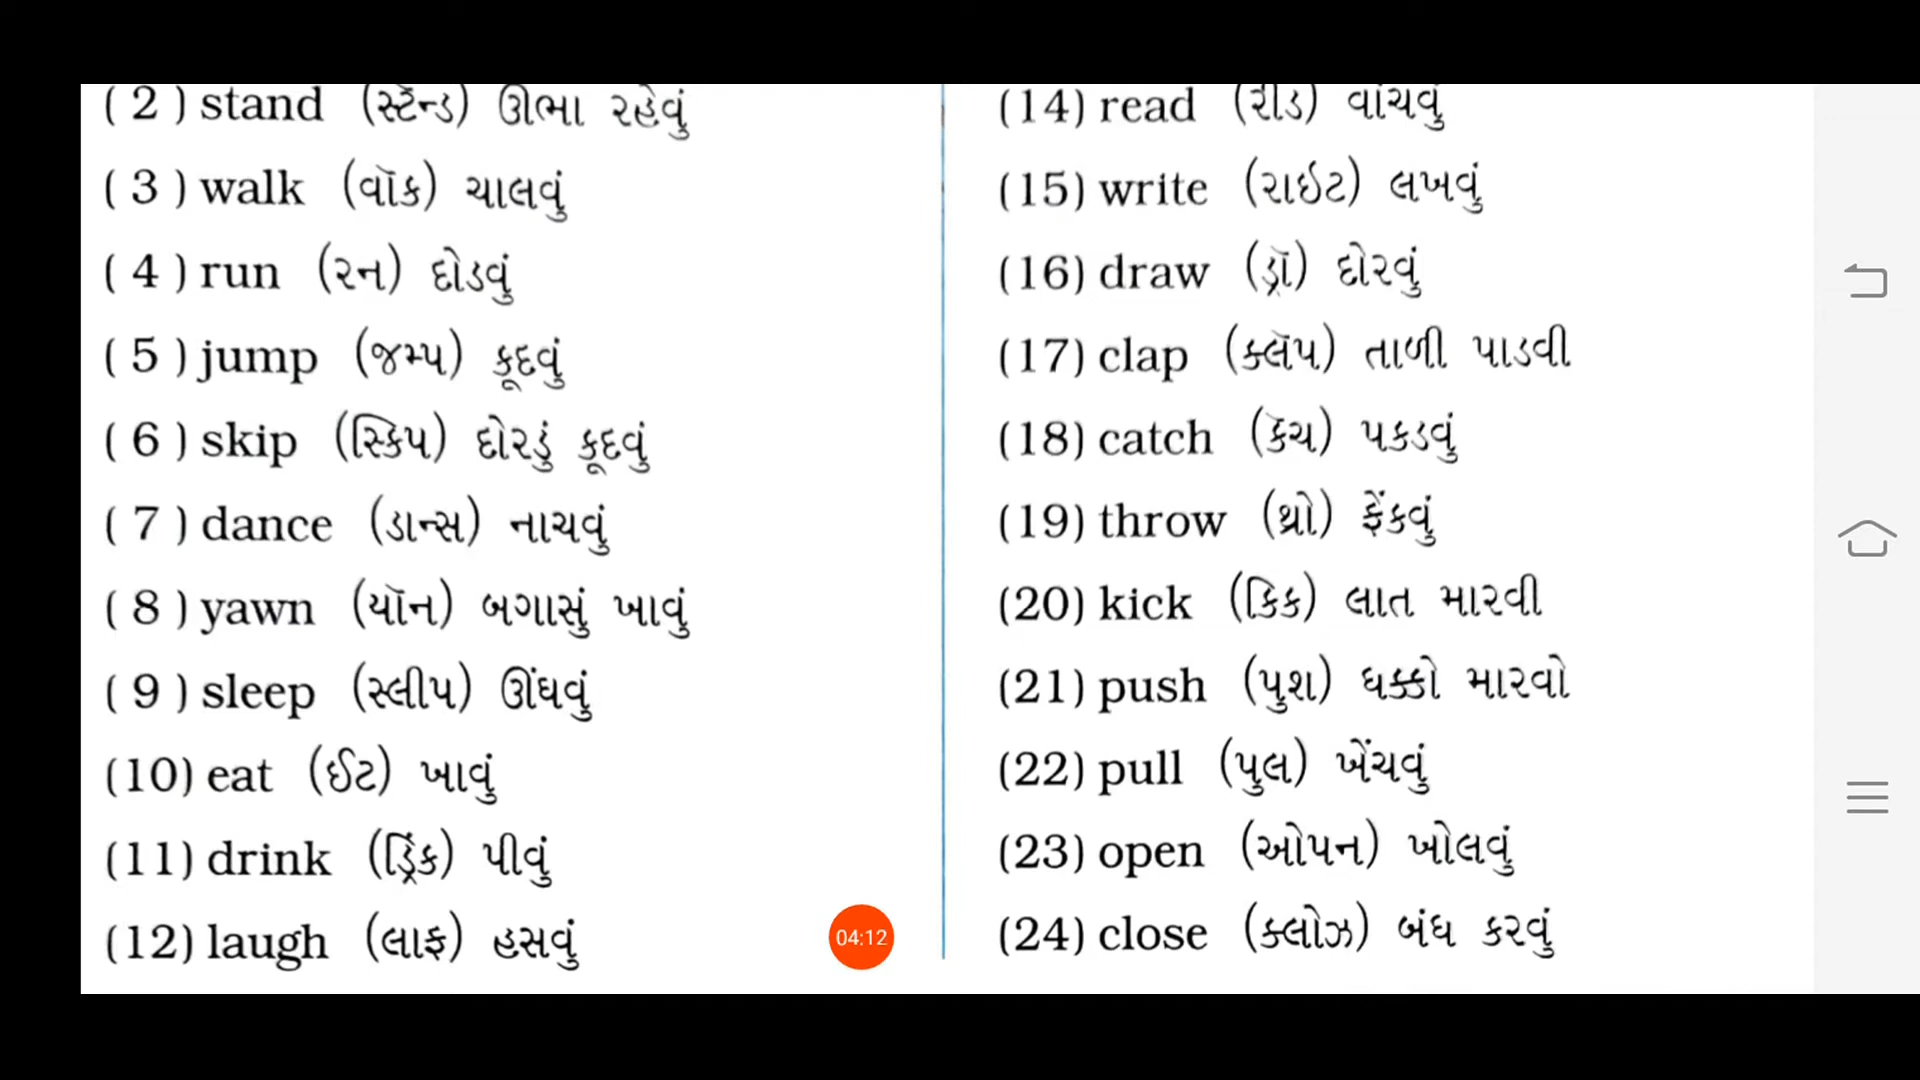 ( 2 ) stand (સ્ટૅન્ડ) ઊભા રહેવું
( 3 ) walk (વૉક) ચાલવું
( 4 ) run (રન) દોડવું
( 5 ) jump (જમ્પ) કૂદવું
( 6 ) skip (સ્કિપ) દોરડું કૂદવું
( 7 ) dance (ડાન્સ) નાચવું
( 8 ) yawn (યૉન) બગાસું ખાવું
( 9 ) sleep (સ્લીપ) ઊંઘવું
(10) eat (ઈટ) ખાવું
(11) drink (ડ્રિંક) પીવું
(12) laugh (લાફ) હસવું
04:12
(14) read (રીડ) વાંચવું
(15) write (રાઇટ) લખવું
(16) draw (ડ્રૉ) દોરવું
(17) clap (ક્લૅપ) તાળી પાડવી
(18) catch (કૅચ) પકડવું
(19) throw (થ્રો) ફેંકવું
(20) kick (કિક) લાત મારવી
(21) push (પુશ) ધક્કો મારવો
(22) pull (પુલ) ખેંચવું
(23) open (ઓપન) ખોલવું
(24) close (ક્લોઝ) બંધ કરવું